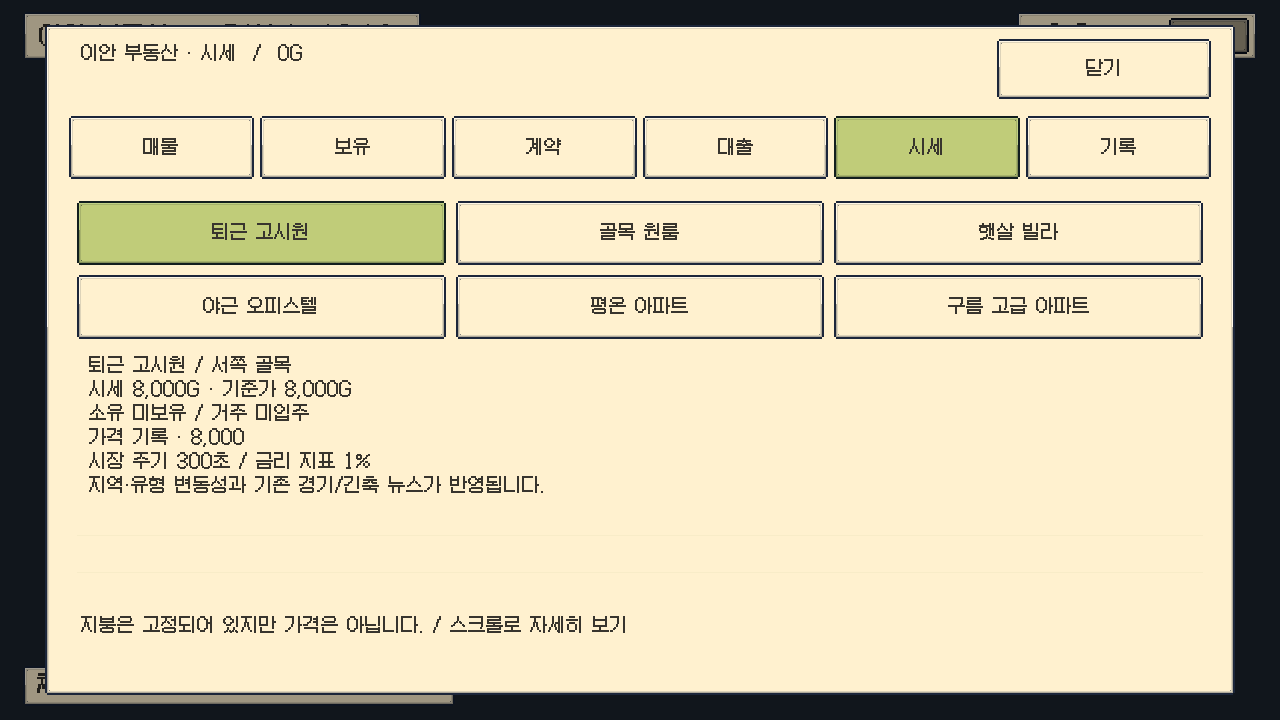 이안 부동산 · 시세 / 0G
닫기
매물
보유
계약
대출
시세
기록
퇴근 고시원
골목 원룸
햇살 빌라
야근 오피스텔
평온 아파트
구름 고급 아파트
퇴근 고시원 / 서쪽 골목
시세 8,000G · 기준가 8,000G
소유 미보유 / 거주 미입주
가격 기록 · 8,000
시장 주기 300초 / 금리 지표 1%
지역·유형 변동성과 기존 경기/긴축 뉴스가 반영됩니다.
지붕은 고정되어 있지만 가격은 아닙니다. / 스크롤로 자세히 보기